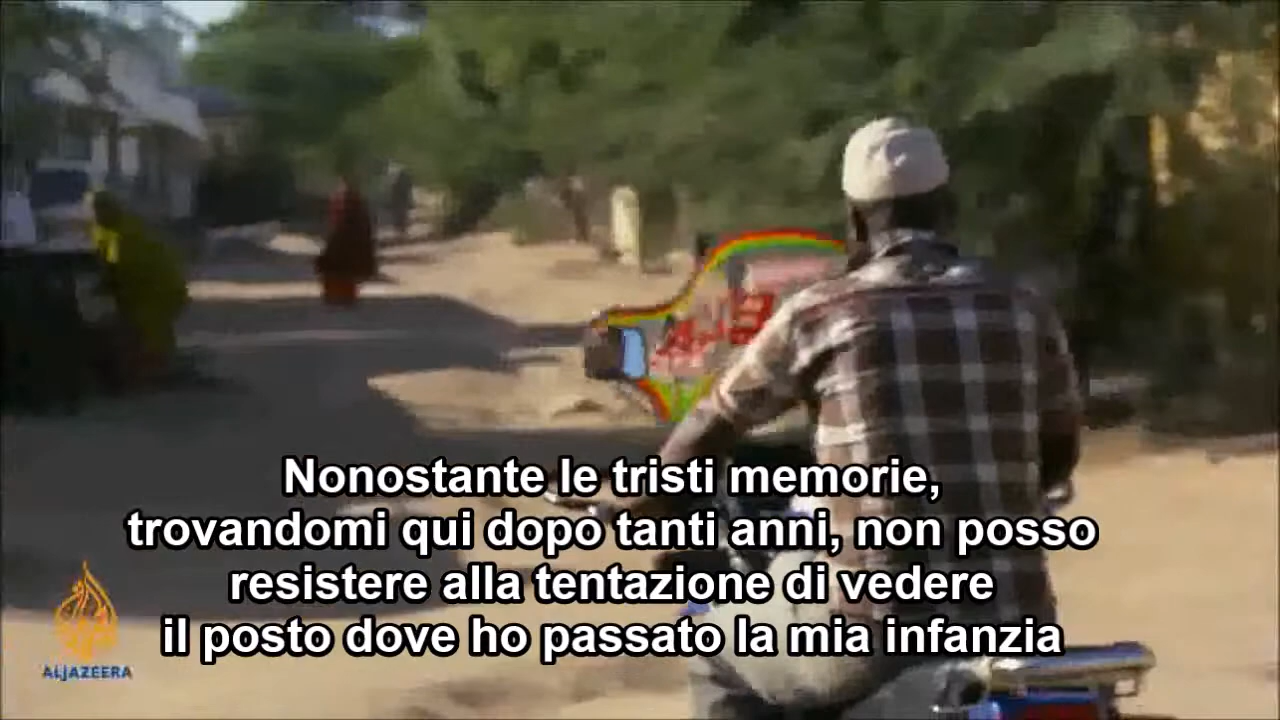 Nonostante le tristi memorie,
trovandomi qui dopo tanti anni, non posso
resistere alla tentazione di vedere
il posto dove ho passato la mia infanzia
ALJAZEERA